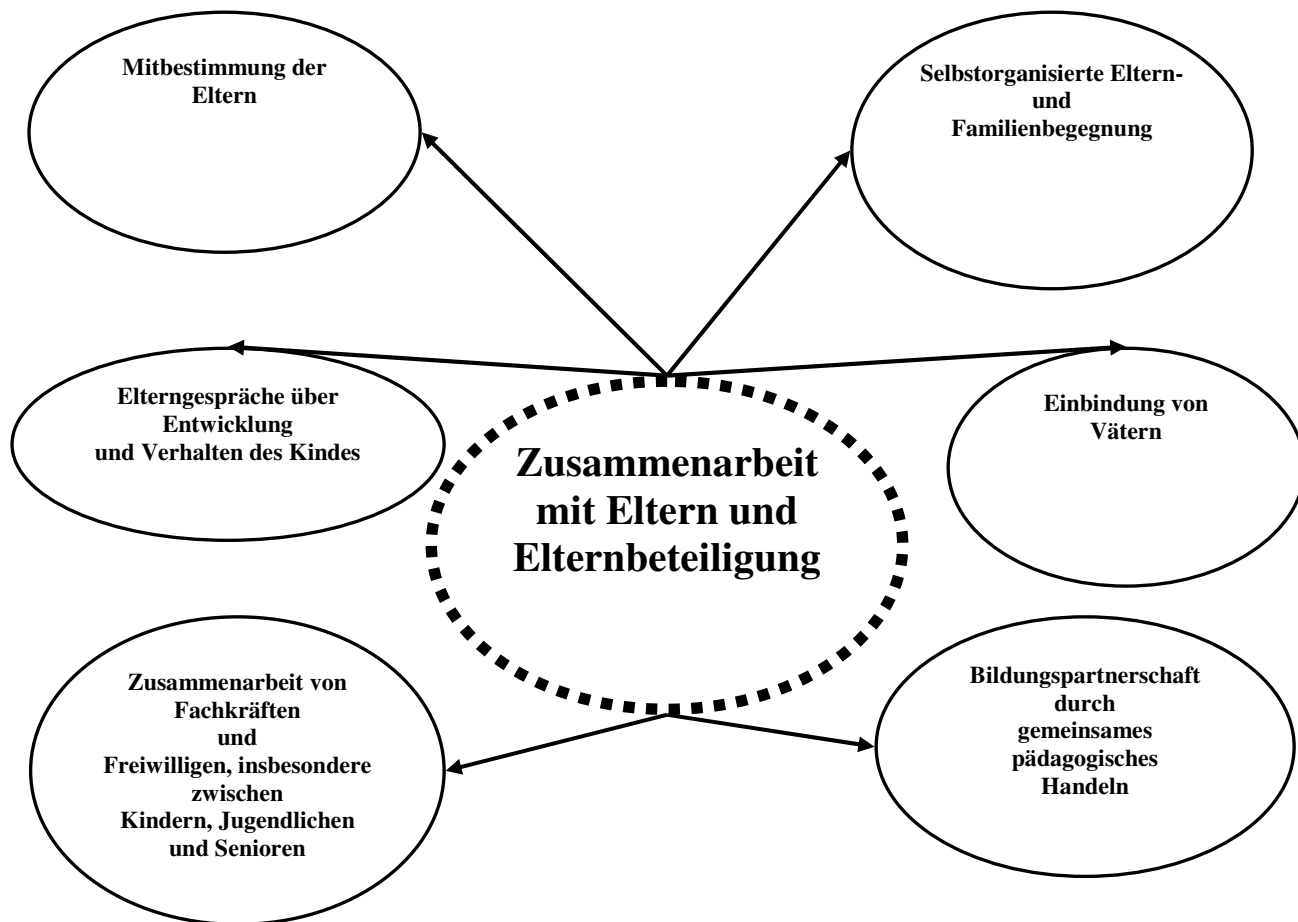 Mitbestimmung der
Eltern
Selbstorganisierte Eltern-
und
Familienbegegnung
Elterngespräche über
Entwicklung
und Verhalten des Kindes
Zusammenarbeit
mit Eltern und
Elternbeteiligung
Einbindung von
Vätern
Zusammenarbeit von
Fachkräften
und
Freiwilligen, insbesondere
zwischen
Kindern, Jugendlichen
und Senioren
Bildungspartnerschaft
durch
gemeinsames
pädagogisches
Handeln